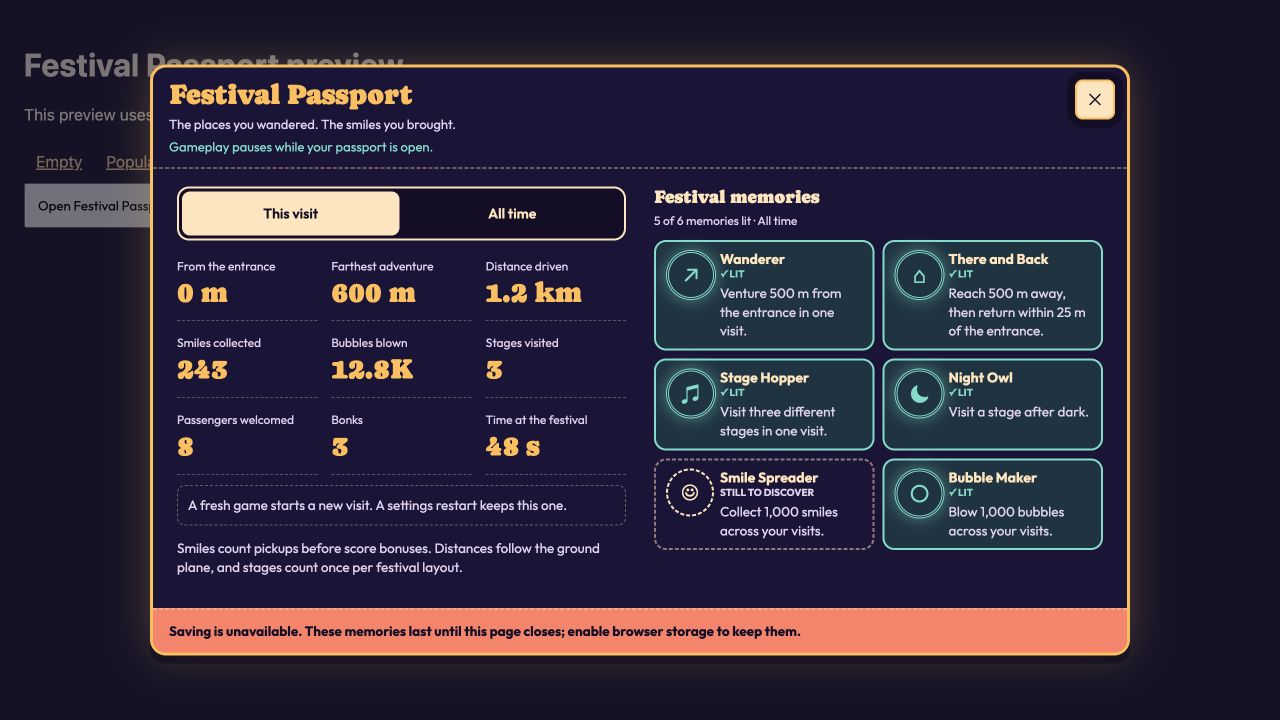 Festival Passport preview
This preview uses
Empty
Popula
Open Festival Passp
Festival Passport
The places you wandered. The smiles you brought.
Gameplay pauses while your passport is open.
This visit
All time
From the entrance
0 m
Farthest adventure
600 m
Distance driven
1.2 km
Smiles collected
243
Bubbles blown
12.8K
Stages visited
3
Passengers welcomed
8
Bonks
3
Time at the festival
48 s
A fresh game starts a new visit. A settings restart keeps this one.
Smiles count pickups before score bonuses. Distances follow the ground
plane, and stages count once per festival layout.
Festival memories
5 of 6 memories lit · All time
Wanderer
✓ LIT
Venture 500 m from
the entrance in one
visit.
There and Back
✓ LIT
Reach 500 m away,
then return within 25 m
of the entrance.
Stage Hopper
✓ LIT
Visit three different
stages in one visit.
Night Owl
✓ LIT
Visit a stage after dark.
Smile Spreader
STILL TO DISCOVER
Collect 1,000 smiles
across your visits.
Bubble Maker
✓ LIT
Blow 1,000 bubbles
across your visits.
Saving is unavailable. These memories last until this page closes; enable browser storage to keep them.